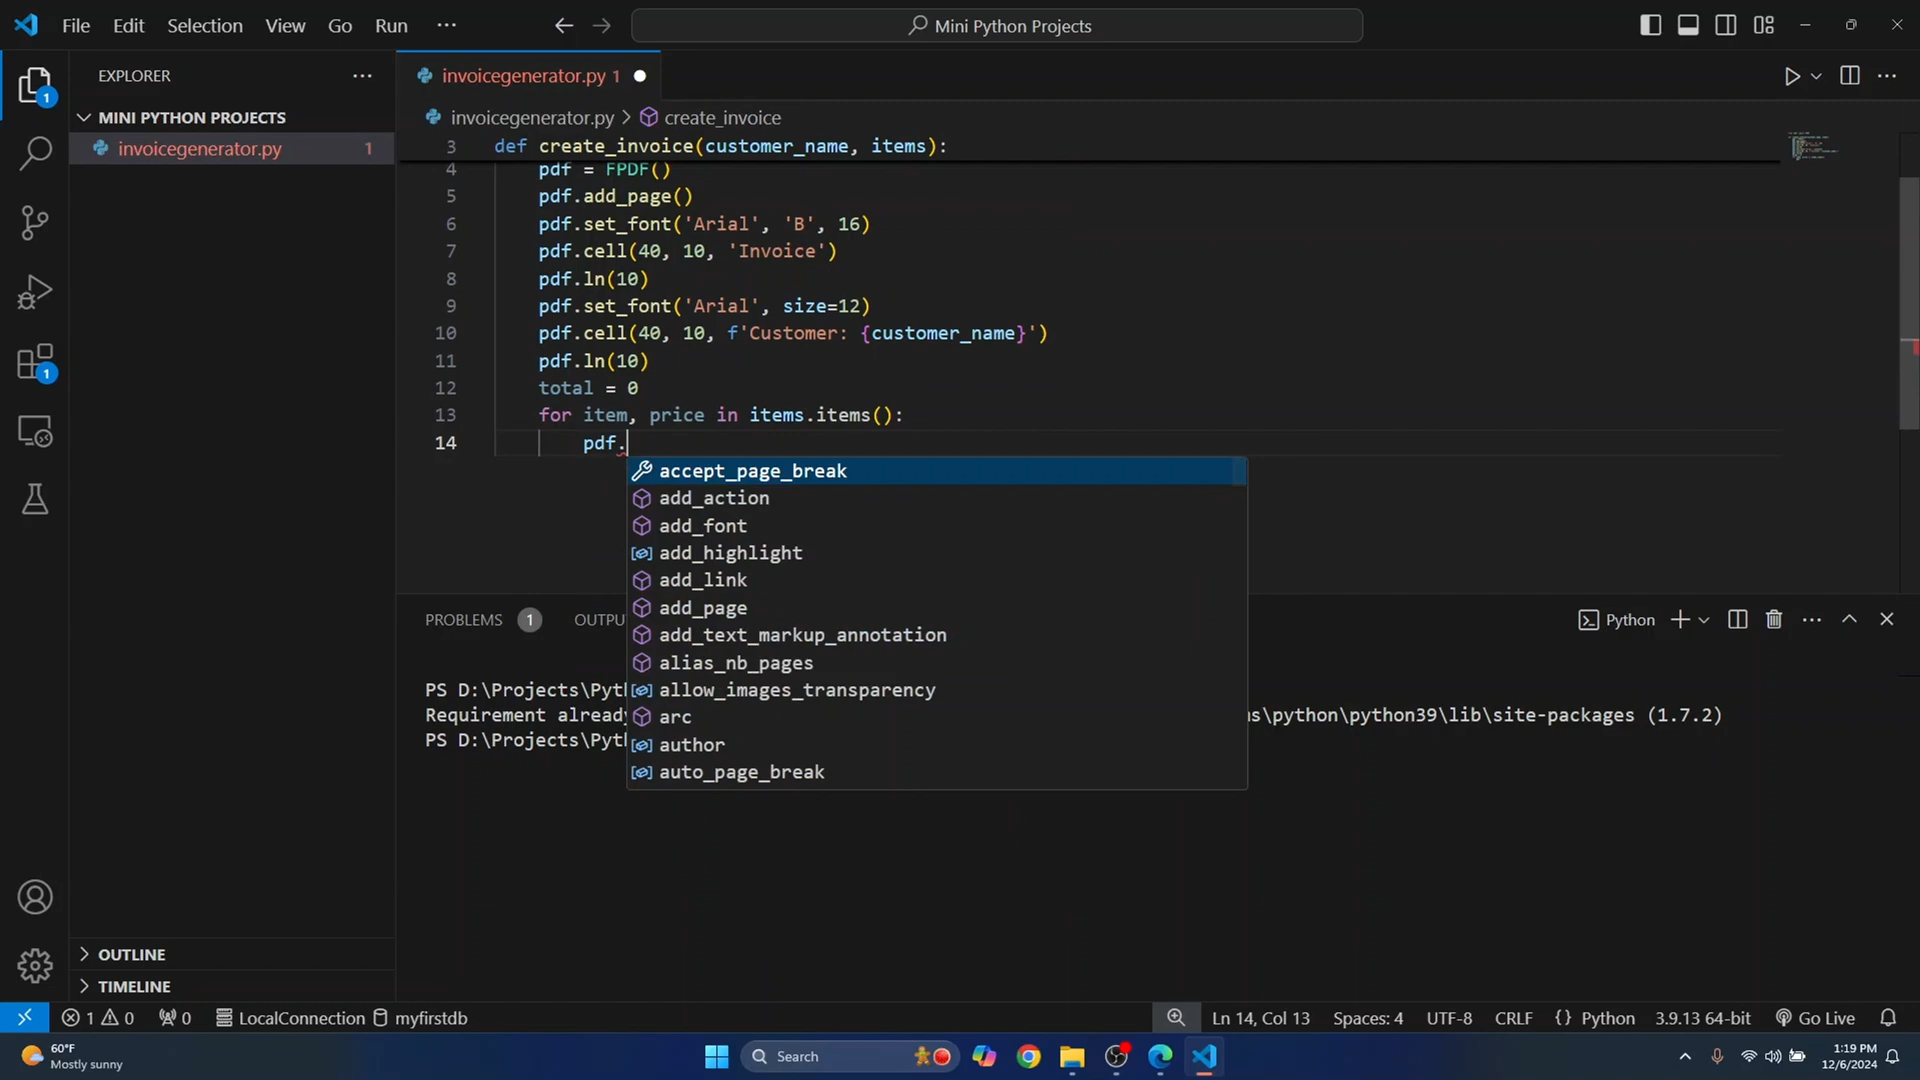 File Edit Selection View Go Run ···
Mini Python Projects
EXPLORER
invoicegenerator.py 1
MINI PYTHON PROJECTS
invoicegenerator.py 1
invoicegenerator.py > create_invoice
3 def create_invoice(customer_name, items):
4 pdf = FPDF()
5 pdf.add_page()
6 pdf.set_font('Arial', 'B', 16)
7 pdf.cell(40, 10, 'Invoice')
8 pdf.ln(10)
9 pdf.set_font('Arial', size=12)
10 pdf.cell(40, 10, f'Customer: {customer_name}')
11 pdf.ln(10)
12 total = 0
13 for item, price in items.items():
14 pdf.
accept_page_break
add_action
add_font
add_highlight
add_link
add_page
add_text_markup_annotation
alias_nb_pages
allow_images_transparency
arc
author
auto_page_break
PROBLEMS 1 OUTPU
Python
PS D:\Projects\Pyt
Requirement already s\python\python39\lib\site-packages (1.7.2)
PS D:\Projects\Pyt
1
1
OUTLINE
TIMELINE
1 0 0 LocalConnection myfirstdb
Ln 14, Col 13 Spaces: 4 UTF-8 CRLF {} Python 3.9.13 64-bit Go Live
60°F
Mostly sunny
Search
1:19 PM
12/6/2024